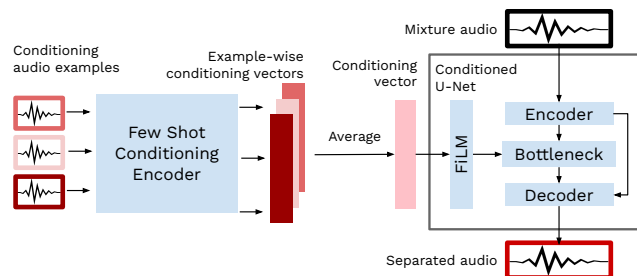 Conditioning
audio examples
Few Shot
Conditioning
Encoder
Example-wise
conditioning vectors
Average
Conditioning
vector
Mixture audio
Conditioned
U-Net
FiLM
Encoder
Bottleneck
Decoder
Separated audio